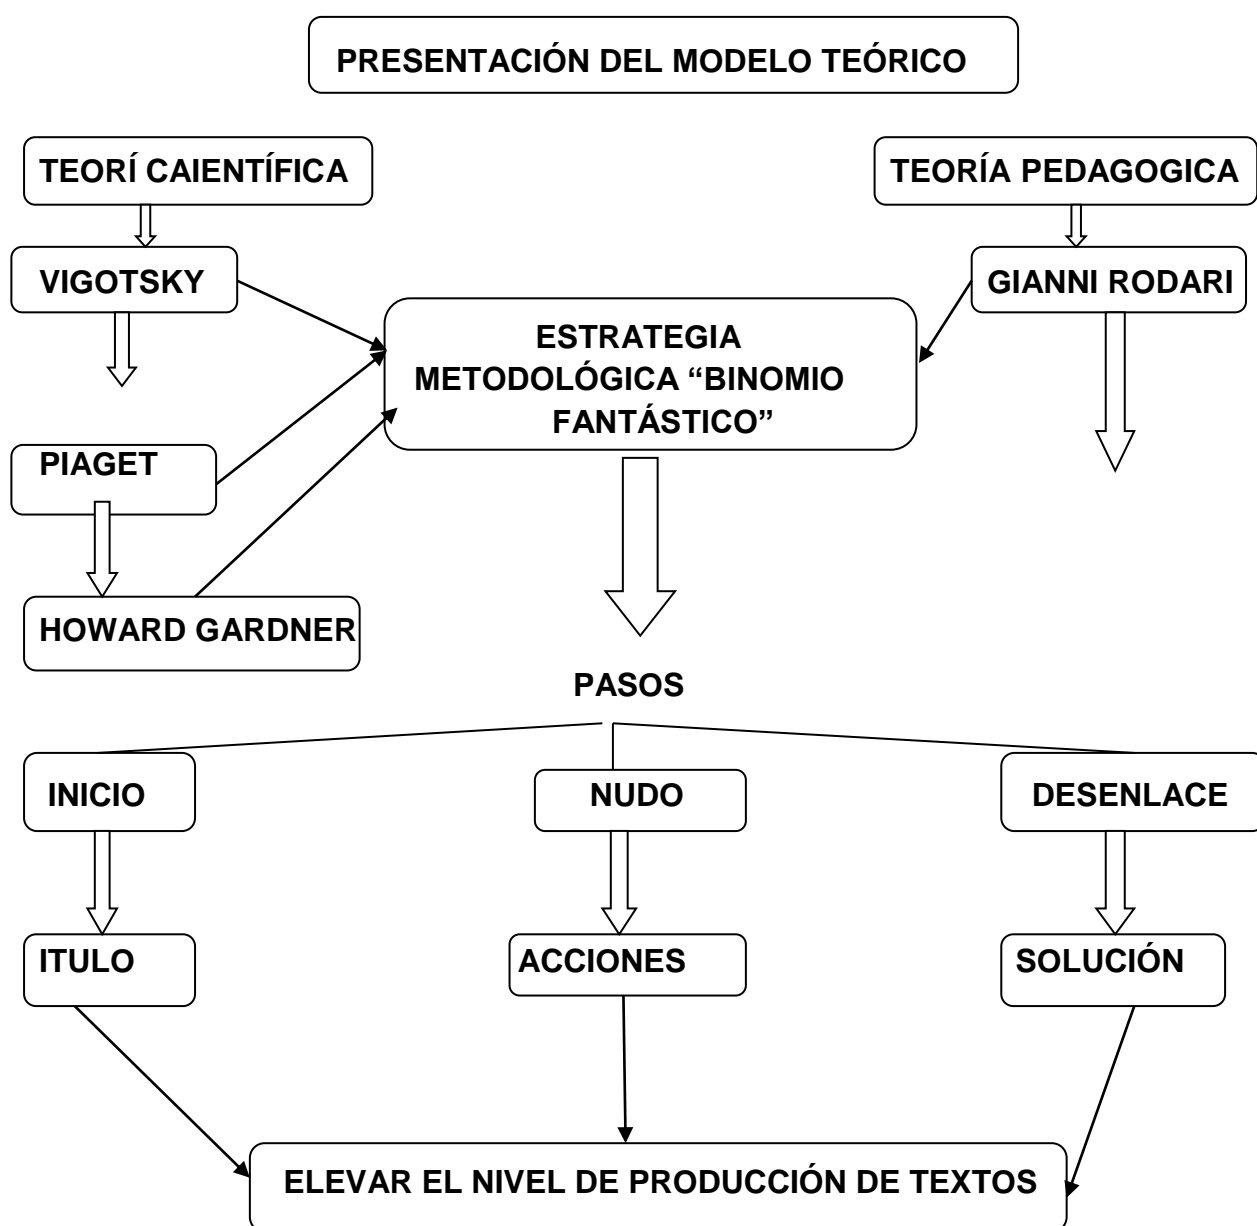 PRESENTACIÓN DEL MODELO TEÓRICO
TEORÍ CAIENTÍFICA
TEORÍA PEDAGOGICA
VIGOTSKY
GIANNI RODARI
ESTRATEGIA
METODOLÓGICA “BINOMIO
FANTÁSTICO”
PIAGET
HOWARD GARDNER
PASOS
INICIO
NUDO
DESENLACE
ITULO
ACCIONES
SOLUCIÓN
ELEVAR EL NIVEL DE PRODUCCIÓN DE TEXTOS